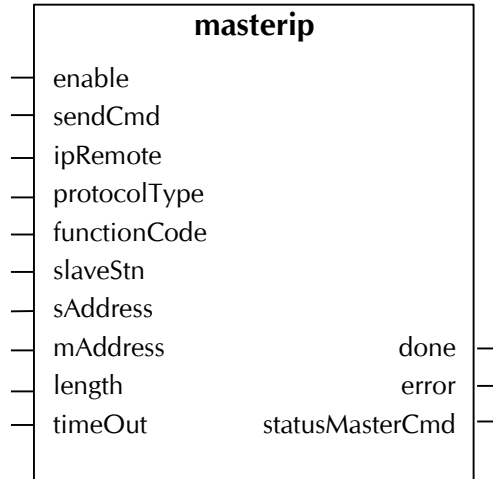 masterip
enable
sendCmd
ipRemote
protocolType
functionCode
slaveStn
sAddress
mAddress done
length error
timeOut statusMasterCmd